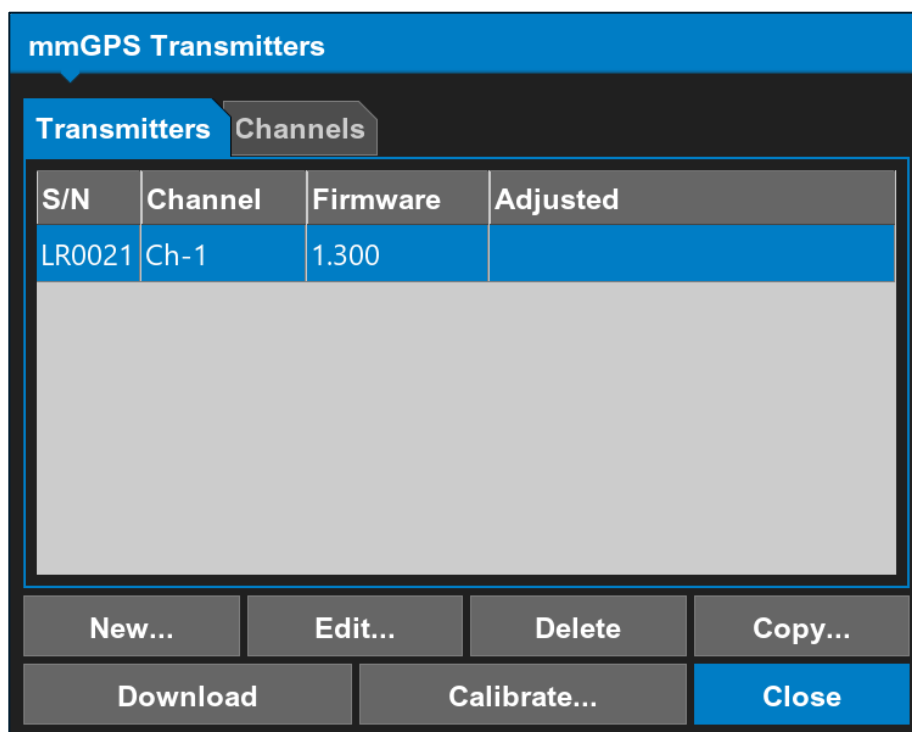 mmGPS Transmitters
Transmitters Channels
S/N Channel Firmware Adjusted
LR0021 Ch-1 1.300
New... Edit... Delete Copy...
Download Calibrate... Close